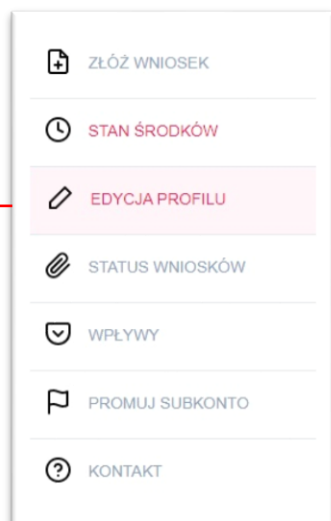 ZŁÓŻ WNIOSEK
STAN ŚRODKÓW
EDYCJA PROFILU
STATUS WNIOSKÓW
WPŁYWY
PROMUJ SUBKONTO
KONTAKT